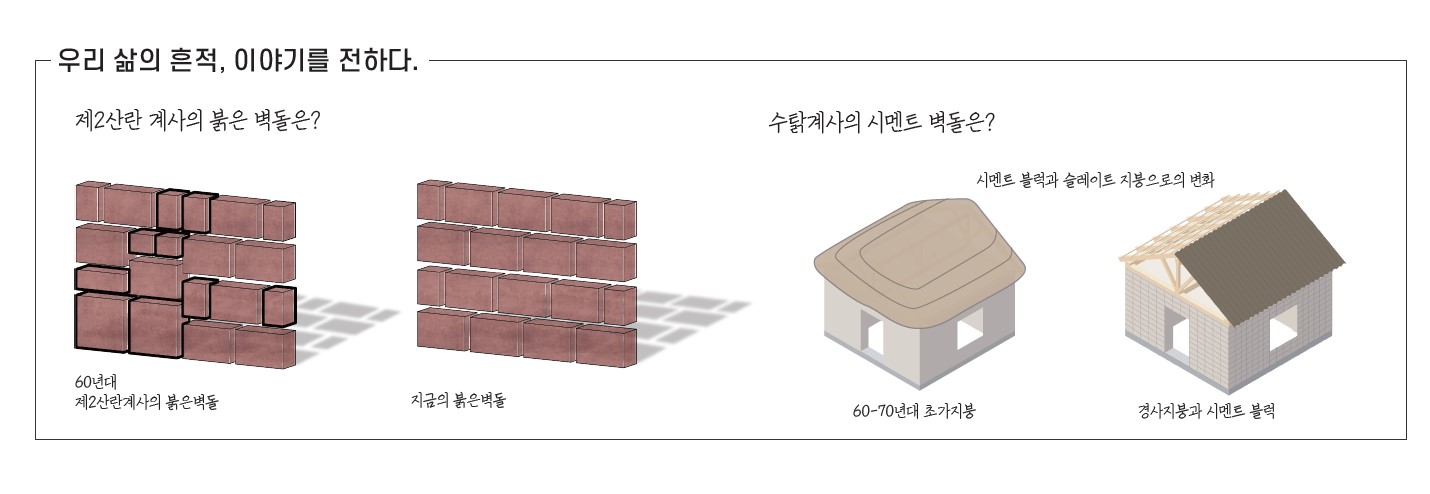 우리 삶의 흔적, 이야기를 전하다.
제2산란 계사의 붉은 벽돌은?
60년대
제2산란계사의 붉은벽돌
지금의 붉은벽돌
수탉계사의 시멘트 벽돌은?
시멘트 블럭과 슬레이트 지붕으로의 변화
60-70년대 초가지붕
경사지붕과 시멘트 블럭